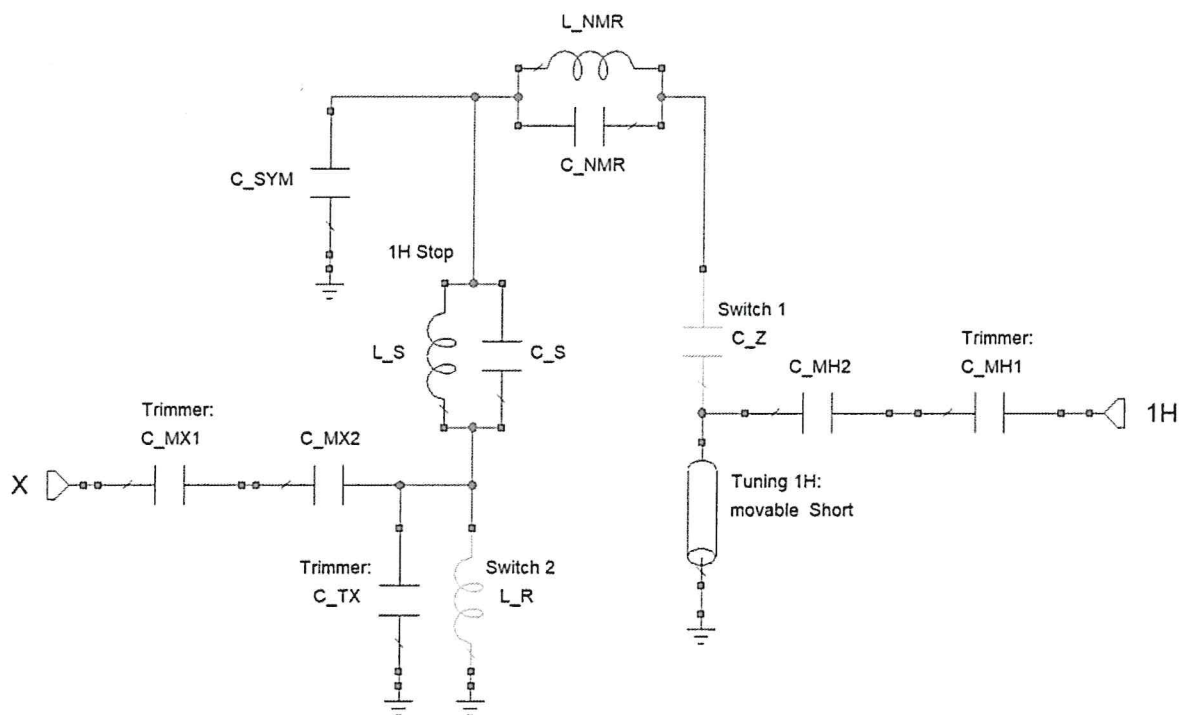 L_NMR
C_NMR
C_SYM
1H Stop
L_S
C_S
Switch 1
C_Z
Trimmer:
C_MH1
C_MH2
1H
Trimmer:
C_MX1
C_MX2
X
Tuning 1H:
movable Short
Trimmer:
C_TX
Switch 2
L_R